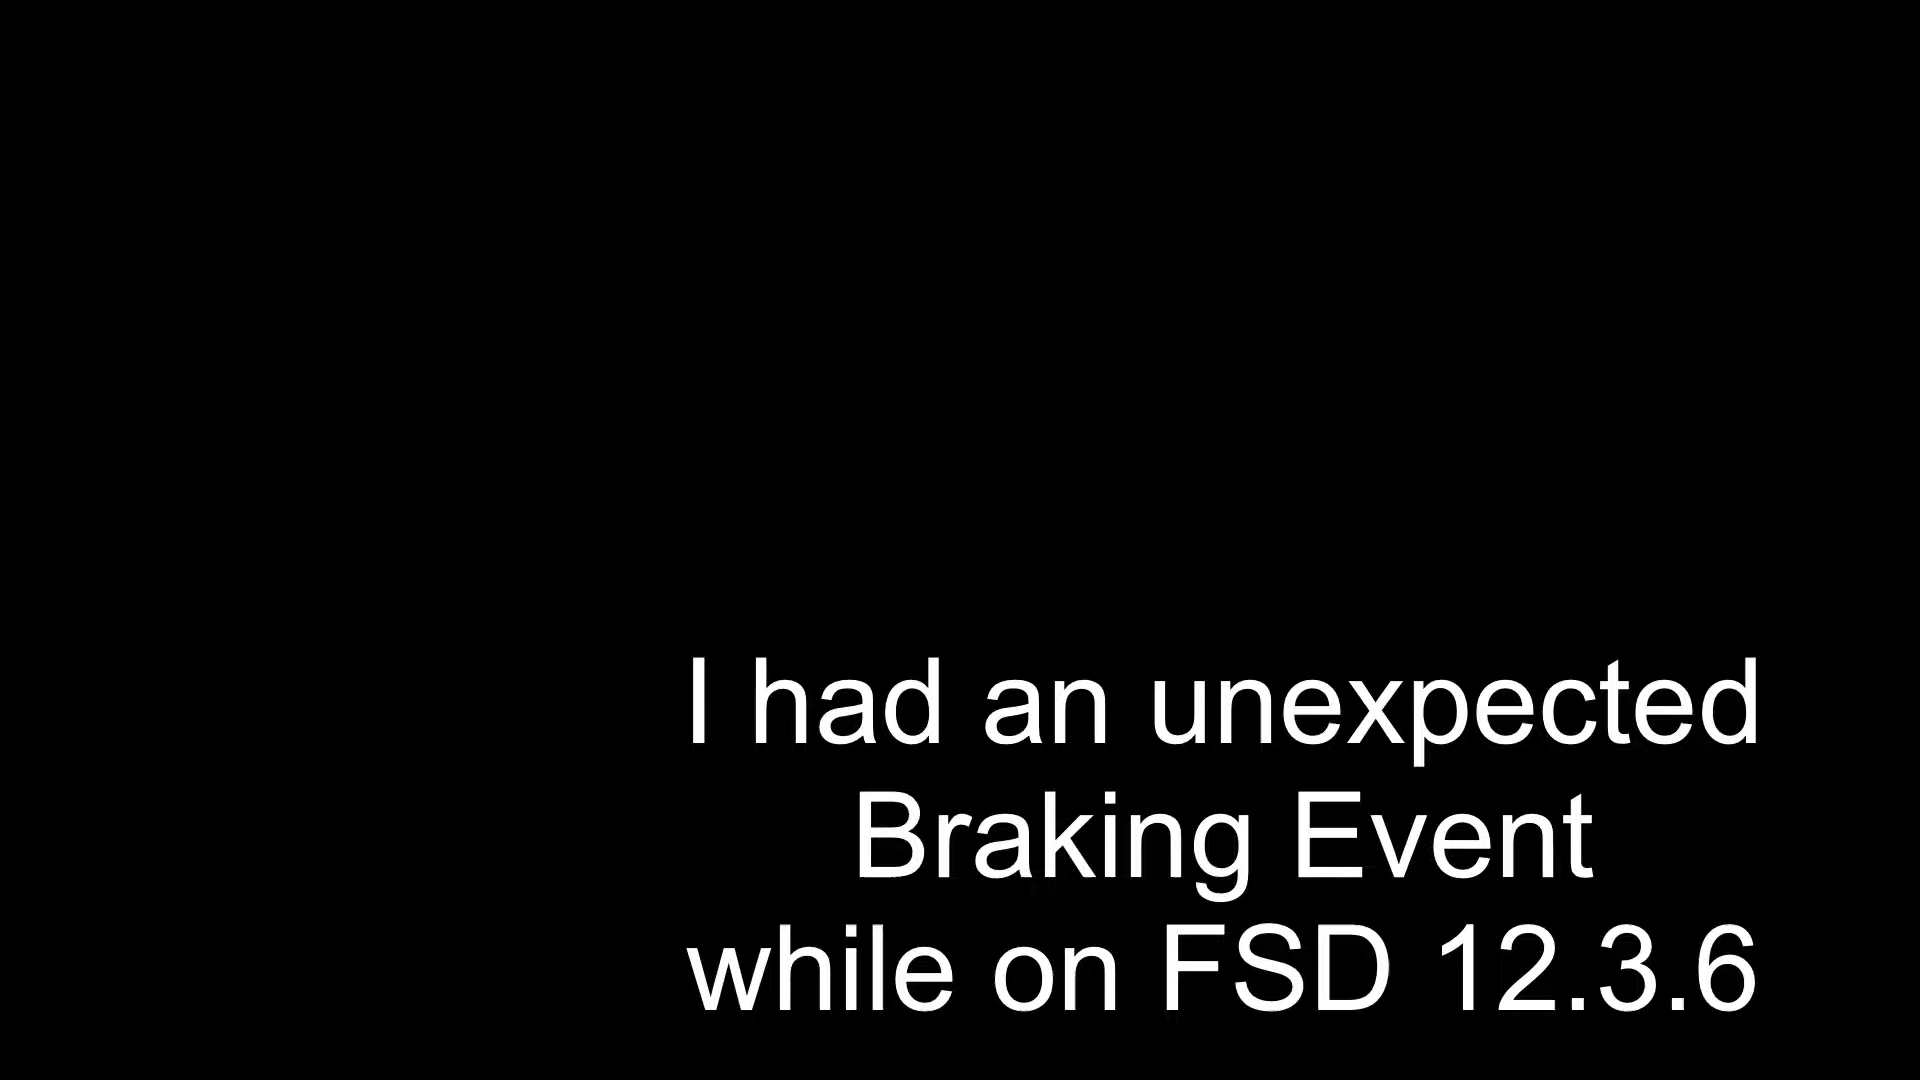 I had an unexpected
Braking Event
while on FSD 12.3.6